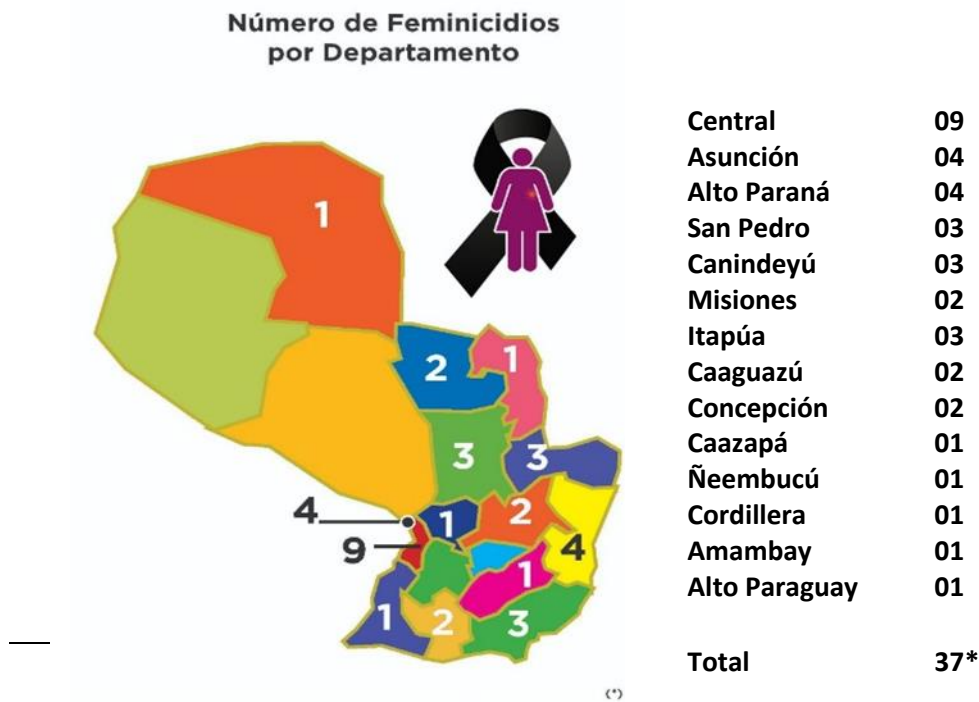 Número de Feminicidios
por Departamento
1
2
1
3
3
4
1
2
9
4
1
1
2
3
(*)
Central 09
Asunción 04
Alto Paraná 04
San Pedro 03
Canindeyú 03
Misiones 02
Itapúa 03
Caaguazú 02
Concepción 02
Caazapá 01
Ñeembucú 01
Cordillera 01
Amambay 01
Alto Paraguay 01
Total 37*